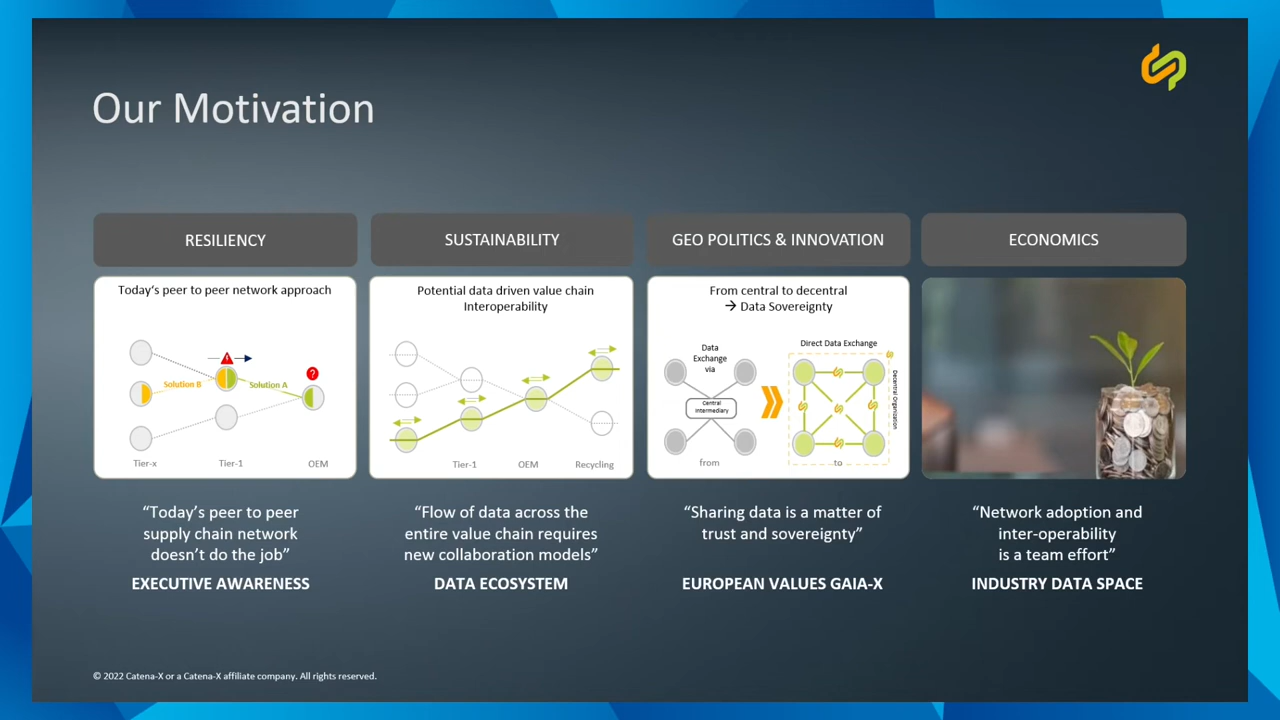 Our Motivation
RESILIENCY
Today's peer to peer network approach
!
?
Solution B
Solution A
Tier-x
Tier-1
OEM
"Today's peer to peer
supply chain network
doesn't do the job"
EXECUTIVE AWARENESS
SUSTAINABILITY
Potential data driven value chain
Interoperability
Tier-1
OEM
Recycling
"Flow of data across the
entire value chain requires
new collaboration models"
DATA ECOSYSTEM
GEO POLITICS & INNOVATION
From central to decentral
→ Data Sovereignty
Data
Exchange
via
Central
Intermediary
from
Direct Data Exchange
Decentral Organization
to
"Sharing data is a matter of
trust and sovereignty"
EUROPEAN VALUES GAIA-X
ECONOMICS
"Network adoption and
inter-operability
is a team effort"
INDUSTRY DATA SPACE
© 2022 Catena-X or a Catena-X affiliate company. All rights reserved.